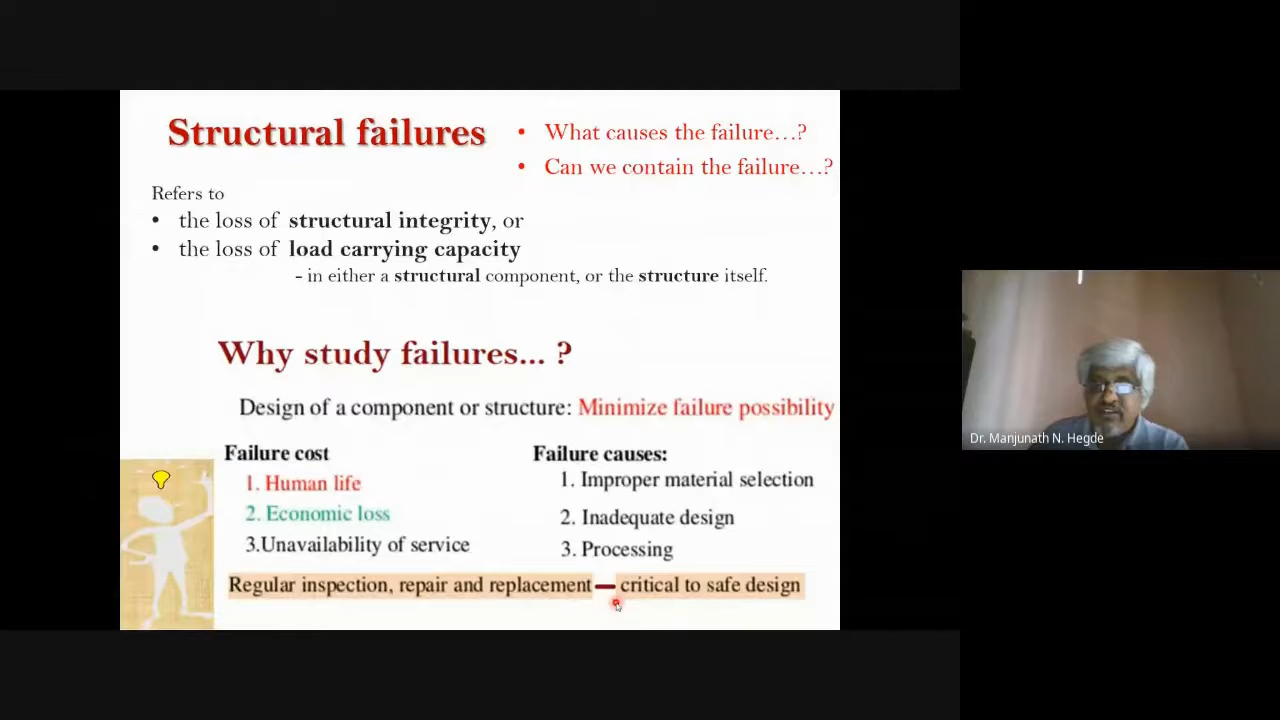 Structural failures
• What causes the failure...?
• Can we contain the failure...?
Refers to
• the loss of structural integrity, or
• the loss of load carrying capacity
- in either a structural component, or the structure itself.
Why study failures... ?
Design of a component or structure: Minimize failure possibility
Failure cost
1. Human life
2. Economic loss
3.Unavailability of service
Failure causes:
1. Improper material selection
2. Inadequate design
3. Processing
Regular inspection, repair and replacement — critical to safe design
Dr. Manjunath N. Hegde